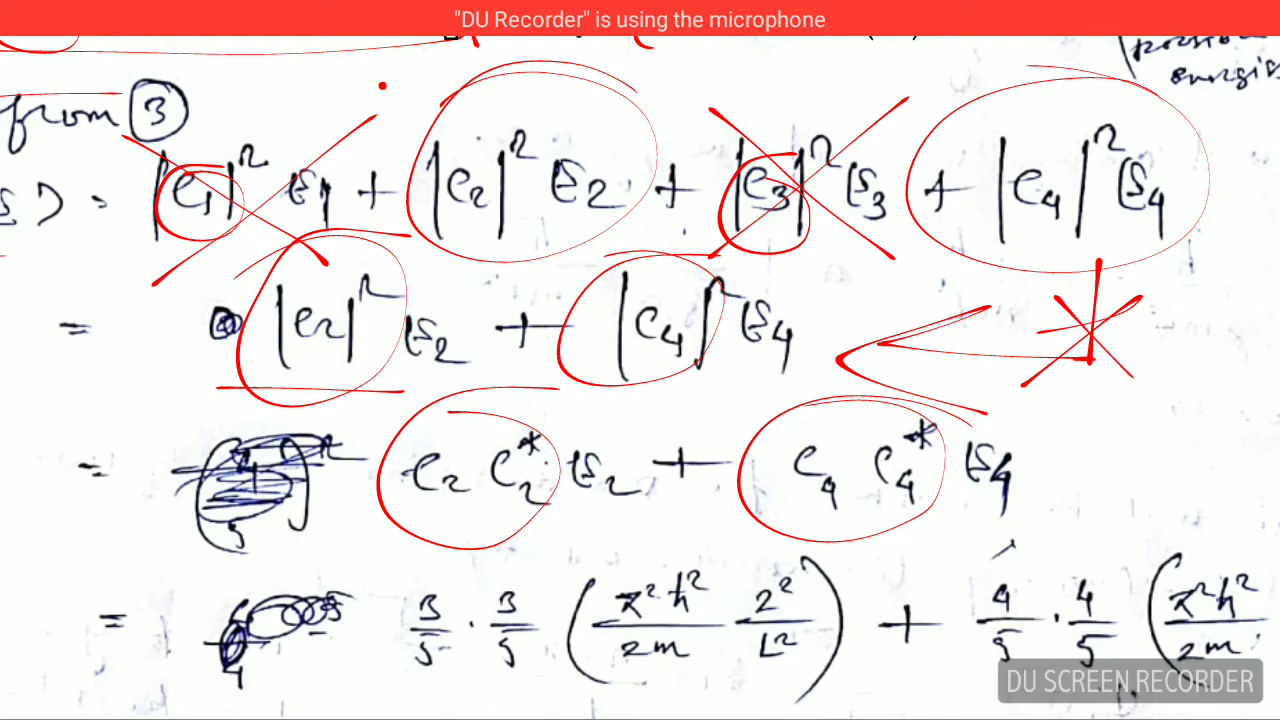 "DU Recorder" is using the microphone
possible
energies
from ③
E> = |c₁|² E₁ + |c₂|² E₂ + |c₃|² E₃ + |c₄|² E₄
= |c₂|² E₂ + |c₄|² E₄
= c₂ c₂* E₂ + c₄ c₄* E₄
= 3/5 · 3/5 (π²ħ²/2m 2²/L²) + 4/5 · 4/5 (π²ħ²/2m
DU SCREEN RECORDER